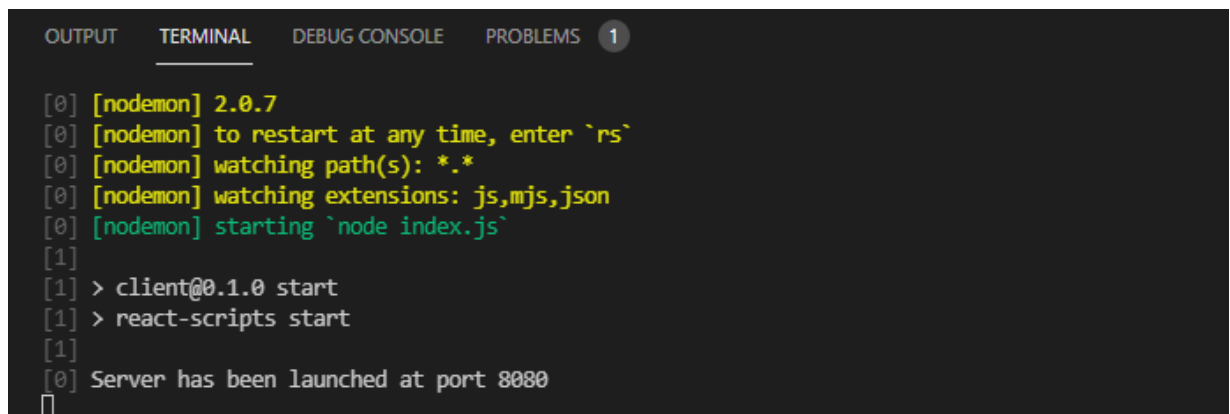 OUTPUT TERMINAL DEBUG CONSOLE PROBLEMS 1
[0] [nodemon] 2.0.7
[0] [nodemon] to restart at any time, enter `rs`
[0] [nodemon] watching path(s): *.*
[0] [nodemon] watching extensions: js,mjs,json
[0] [nodemon] starting `node index.js`
[1]
[1] > client@0.1.0 start
[1] > react-scripts start
[1]
[0] Server has been launched at port 8080